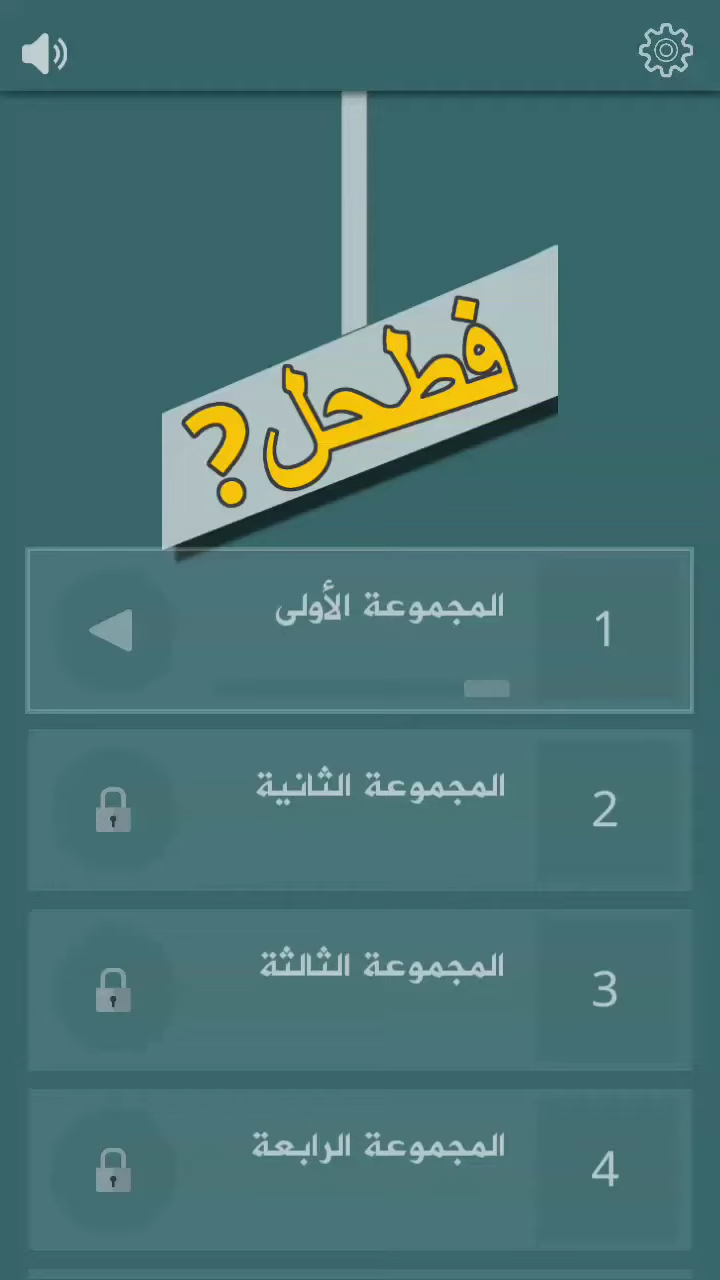 فطحل؟
المجموعة الأولى
1
المجموعة الثانية
2
المجموعة الثالثة
3
المجموعة الرابعة
4